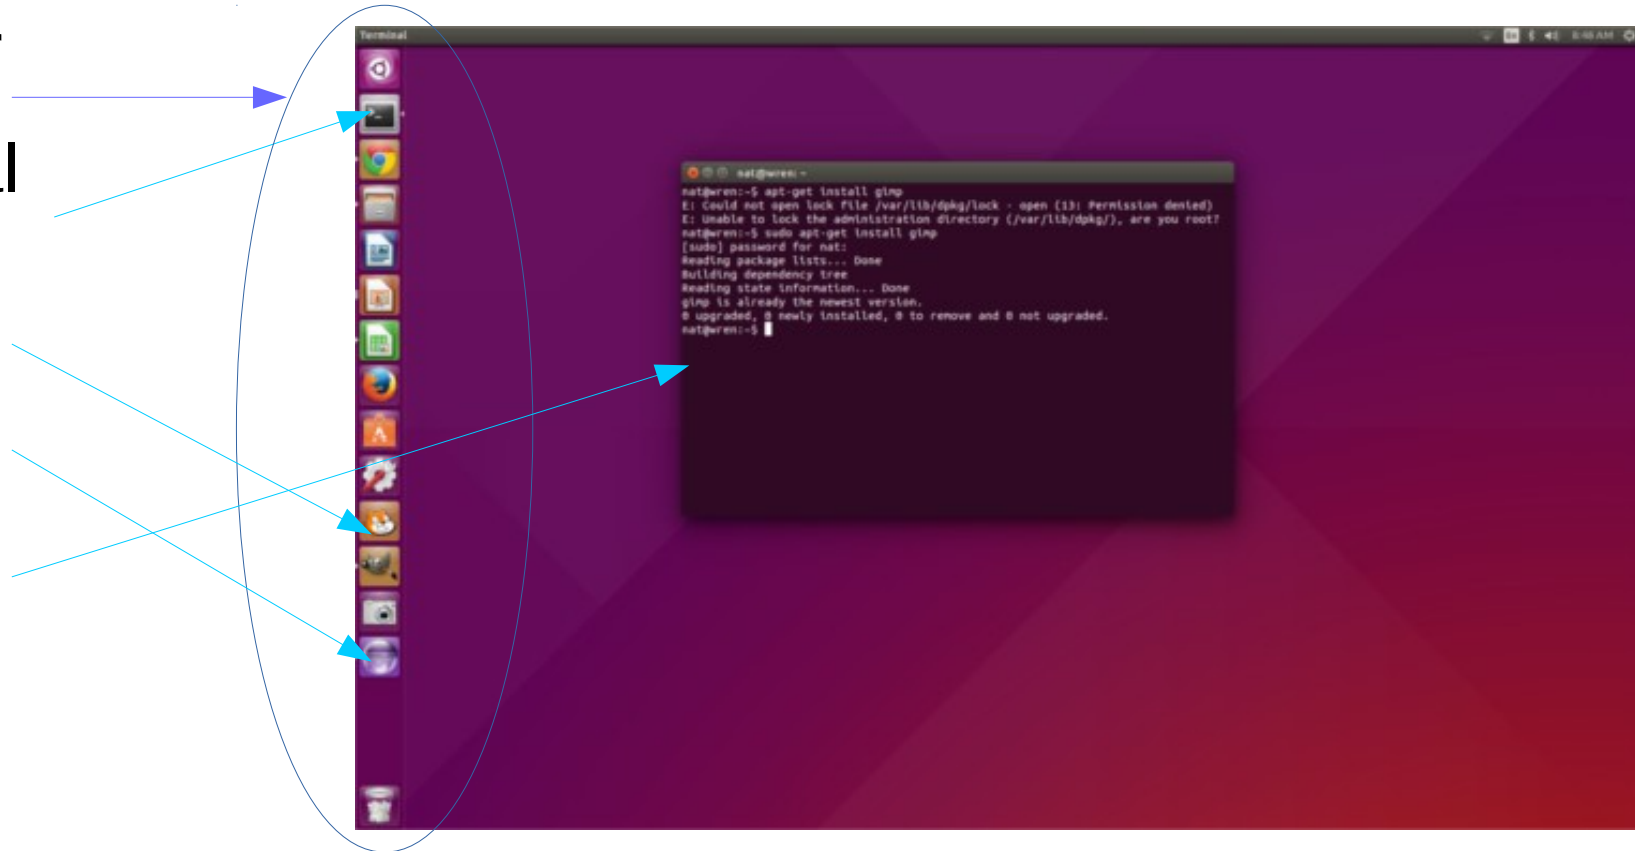 l
Terminal
8:46 AM
nat@wren: ~
nat@wren:~$ apt-get install gimp
E: Could not open lock file /var/lib/dpkg/lock - open (13: Permission denied)
E: Unable to lock the administration directory (/var/lib/dpkg/), are you root?
nat@wren:~$ sudo apt-get install gimp
[sudo] password for nat:
Reading package lists... Done
Building dependency tree
Reading state information... Done
gimp is already the newest version.
0 upgraded, 0 newly installed, 0 to remove and 0 not upgraded.
nat@wren:~$